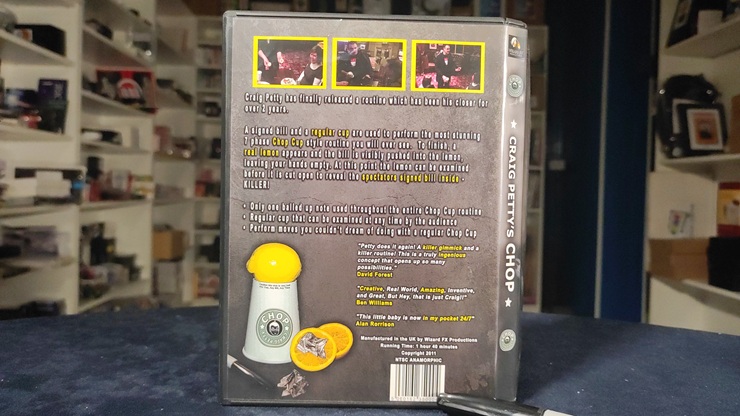 Craig Petty has finally released a routine which has been his closer for
over 2 years.
A signed bill and a regular cup are used to perform the most stunning
7 phase Chop Cup style routine you will ever see. To finish, a
real lemon appears and the bill is visibly pushed into the lemon,
leaving your hands empty. At this point the lemon can be examined
before it is cut open to reveal the spectators signed bill inside -
KILLER!
• Only one balled up note used throughout the entire Chop Cup routine
• Regular cup that can be examined at any time by the audience
• Perform moves you couldn't dream of doing with a regular Chop Cup
"Petty does it again! A killer gimmick and a
killer routine! This is a truly ingenious
concept that opens up so many
possibilities."
David Forest
"Creative, Real World, Amazing, Inventive,
and Great, But Hey, that is just Craig!!"
Ben Williams
"This little baby is now in my pocket 24/7"
Alan Rorrison
Manufactured in the UK by Wizard FX Productions
Running Time: 1 hour 40 minutes
Copyright 2011
NTSC ANAMORPHIC
CHOP
★ CRAIG PETTY'S CHOP ★